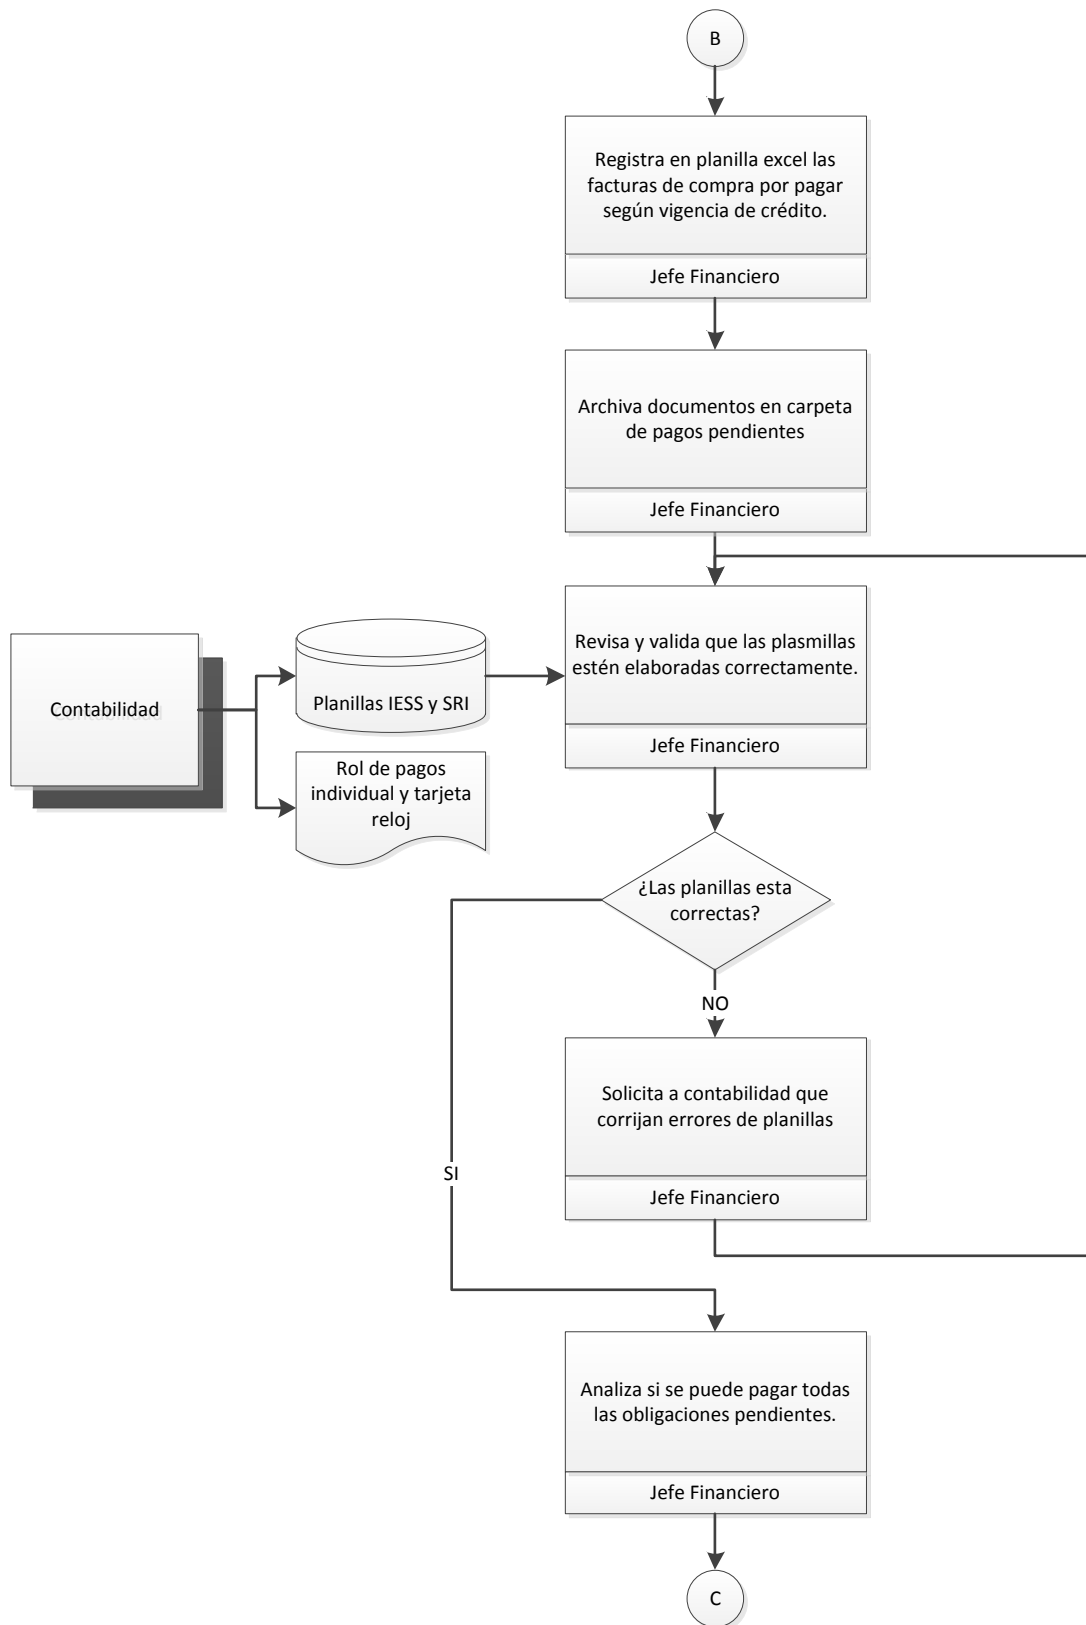 B
Registra en planilla excel las
facturas de compra por pagar
según vigencia de crédito.
Jefe Financiero
Archiva documentos en carpeta
de pagos pendientes
Jefe Financiero
Contabilidad
Planillas IESS y SRI
Rol de pagos
individual y tarjeta
reloj
Revisa y valida que las plasmillas
estén elaboradas correctamente.
Jefe Financiero
¿Las planillas esta
correctas?
NO
SI
Solicita a contabilidad que
corrijan errores de planillas
Jefe Financiero
Analiza si se puede pagar todas
las obligaciones pendientes.
Jefe Financiero
C